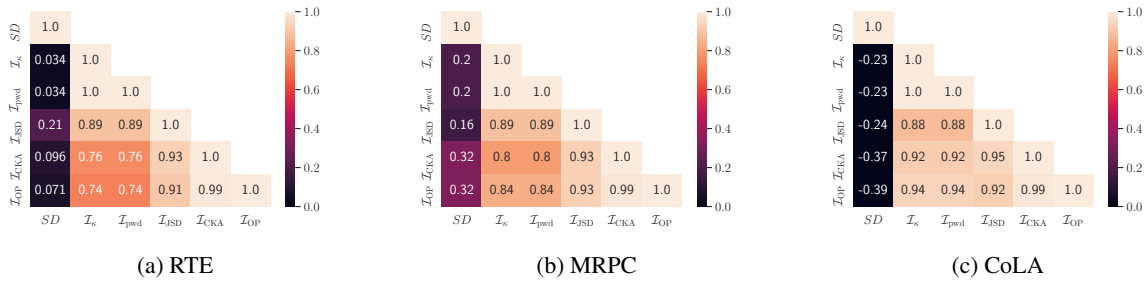 SD 1.0
I_κ 0.034 1.0
I_pwd 0.034 1.0 1.0
I_JSD 0.21 0.89 0.89 1.0
I_CKA 0.096 0.76 0.76 0.93 1.0
I_OP 0.071 0.74 0.74 0.91 0.99 1.0
SD I_κ I_pwd I_JSD I_CKA I_OP
1.0
0.8
0.6
0.4
0.2
0.0
(a) RTE
SD 1.0
I_κ 0.2 1.0
I_pwd 0.2 1.0 1.0
I_JSD 0.16 0.89 0.89 1.0
I_CKA 0.32 0.8 0.8 0.93 1.0
I_OP 0.32 0.84 0.84 0.93 0.99 1.0
SD I_κ I_pwd I_JSD I_CKA I_OP
1.0
0.8
0.6
0.4
0.2
0.0
(b) MRPC
SD 1.0
I_κ -0.23 1.0
I_pwd -0.23 1.0 1.0
I_JSD -0.24 0.88 0.88 1.0
I_CKA -0.37 0.92 0.92 0.95 1.0
I_OP -0.39 0.94 0.94 0.92 0.99 1.0
SD I_κ I_pwd I_JSD I_CKA I_OP
1.0
0.8
0.6
0.4
0.2
0.0
(c) CoLA